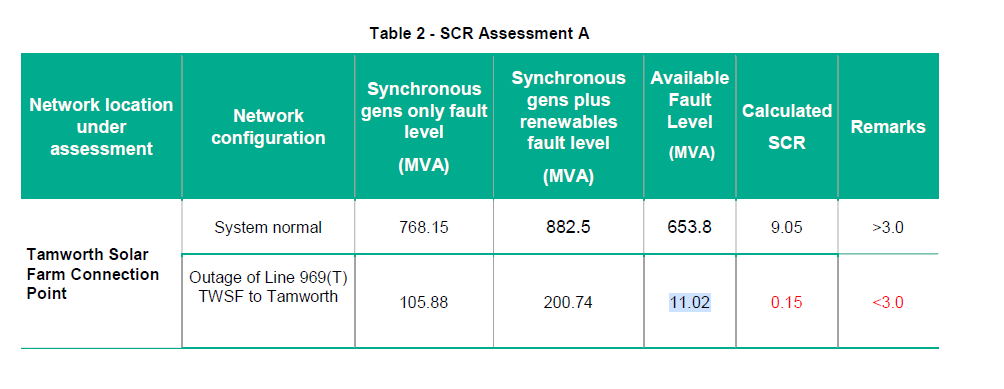 Table 2 - SCR Assessment A
Network location
under
assessment
Network
configuration
Synchronous
gens only fault
level
(MVA)
Synchronous
gens plus
renewables
fault level
(MVA)
Available
Fault
Level
(MVA)
Calculated
SCR
Remarks
Tamworth Solar
Farm Connection
Point
System normal
768.15
882.5
653.8
9.05
>3.0
Outage of Line 969(T)
TWSF to Tamworth
105.88
200.74
11.02
0.15
<3.0